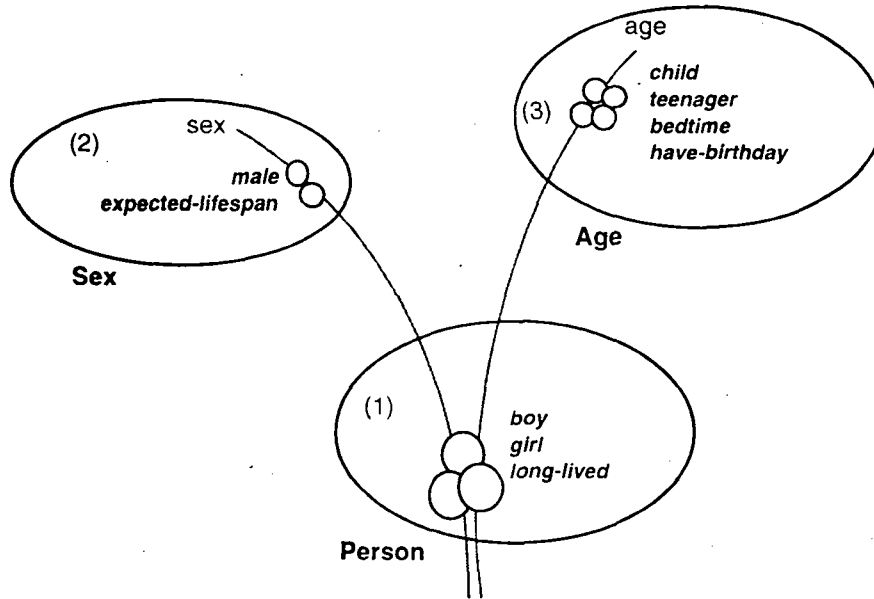 age
child
teenager
bedtime
have-birthday
(3)
Age
(2)
sex
male
expected-lifespan
Sex
(1)
boy
girl
long-lived
Person